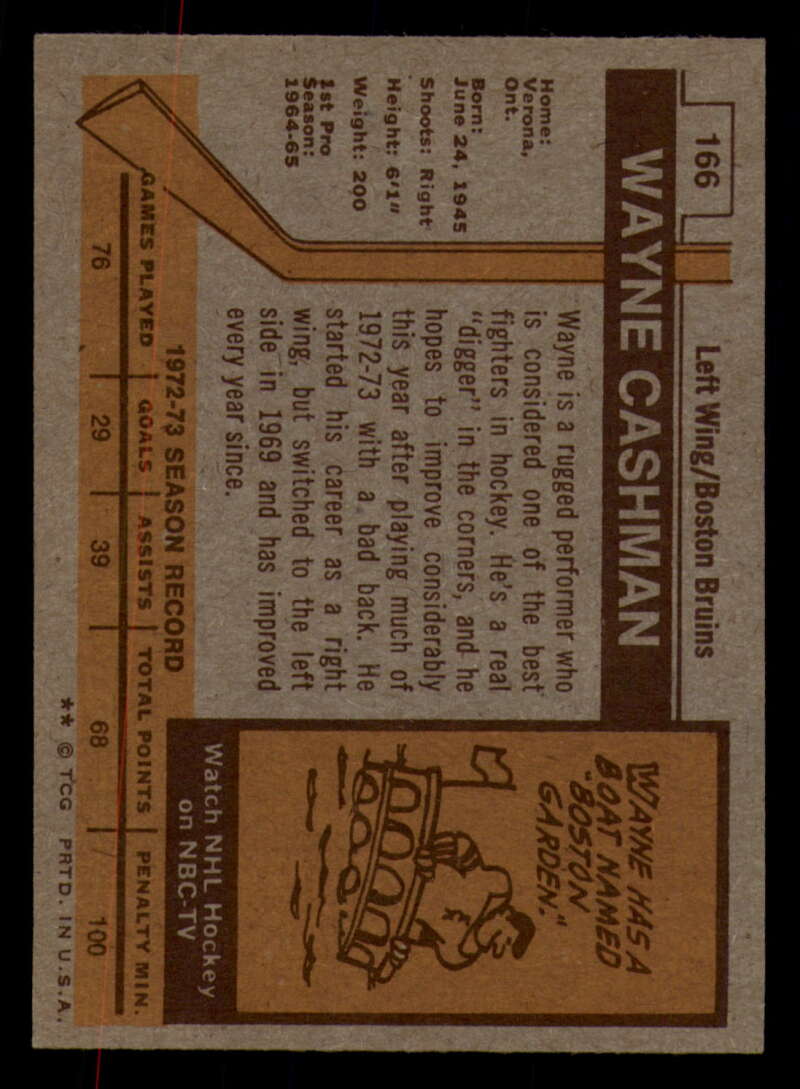 166
Left Wing/Boston Bruins
WAYNE CASHMAN
Home:
Verona,
Ont.
Born:
June 24, 1945
Shoots: Right
Height: 6'1"
Weight: 200
1st Pro
Season:
1964-65
Wayne is a rugged performer who
is considered one of the best
fighters in hockey. He's a real
"digger" in the corners, and he
hopes to improve considerably
this year after playing much of
1972-73 with a bad back. He
started his career as a right
wing, but switched to the left
side in 1969 and has improved
every year since.
WAYNE HAS A
BOAT NAMED
"BOSTON
GARDEN."
Watch NHL Hockey
on NBC-TV
1972-73 SEASON RECORD
GAMES PLAYED GOALS ASSISTS TOTAL POINTS PENALTY MIN.
76 29 39 68 100
** © TCG PRTD. IN U.S.A.